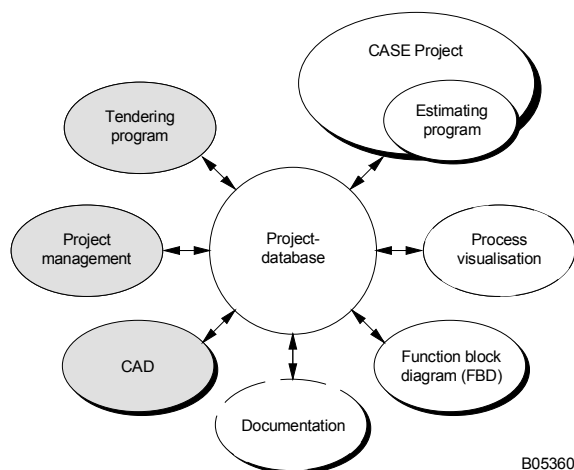 CASE Project
Estimating
program
Tendering
program
Project
management
Project-
database
Process
visualisation
CAD
Function block
diagram (FBD)
Documentation
B05360